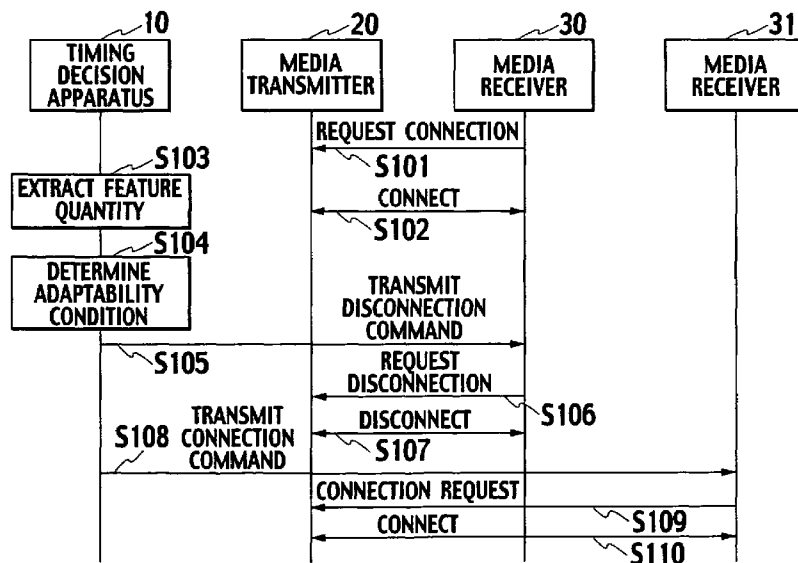 10
20
30
31
TIMING
DECISION
APPARATUS
MEDIA
TRANSMITTER
MEDIA
RECEIVER
MEDIA
RECEIVER
REQUEST CONNECTION
S101
S103
EXTRACT FEATURE
QUANTITY
CONNECT
S102
S104
DETERMINE
ADAPTABILITY
CONDITION
TRANSMIT
DISCONNECTION
COMMAND
S105
REQUEST
DISCONNECTION
S106
DISCONNECT
S107
TRANSMIT
CONNECTION
COMMAND
S108
CONNECTION REQUEST
S109
CONNECT
S110